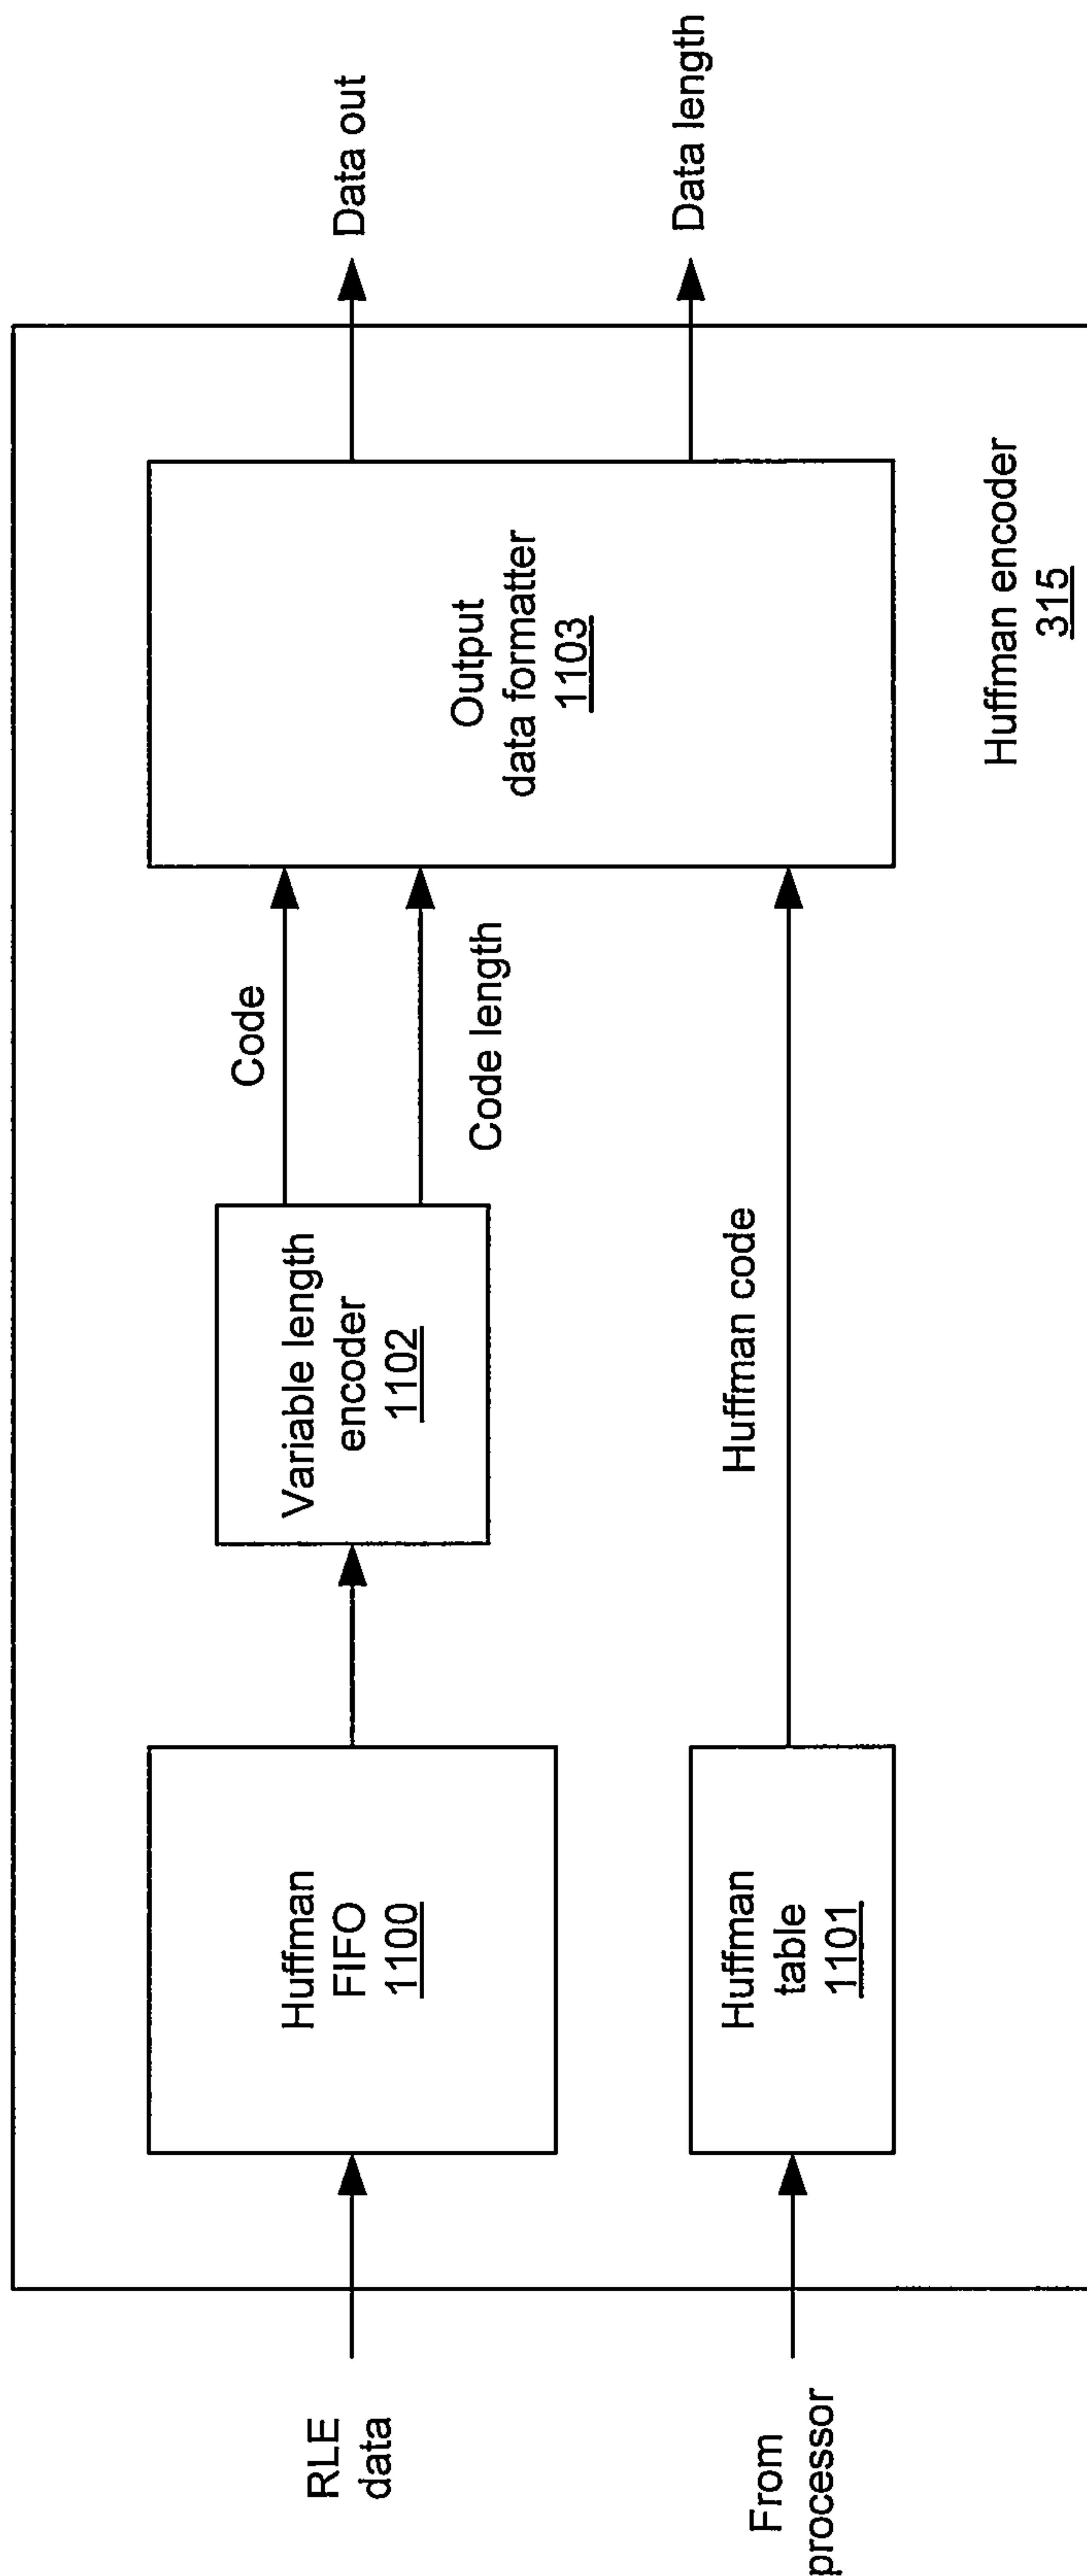 RLE
data
From
processor
Huffman
FIFO
1100
Huffman
table
1101
Variable length
encoder
1102
Code
Code length
Huffman code
Output
data formatter
1103
Data out
Data length
Huffman encoder
315